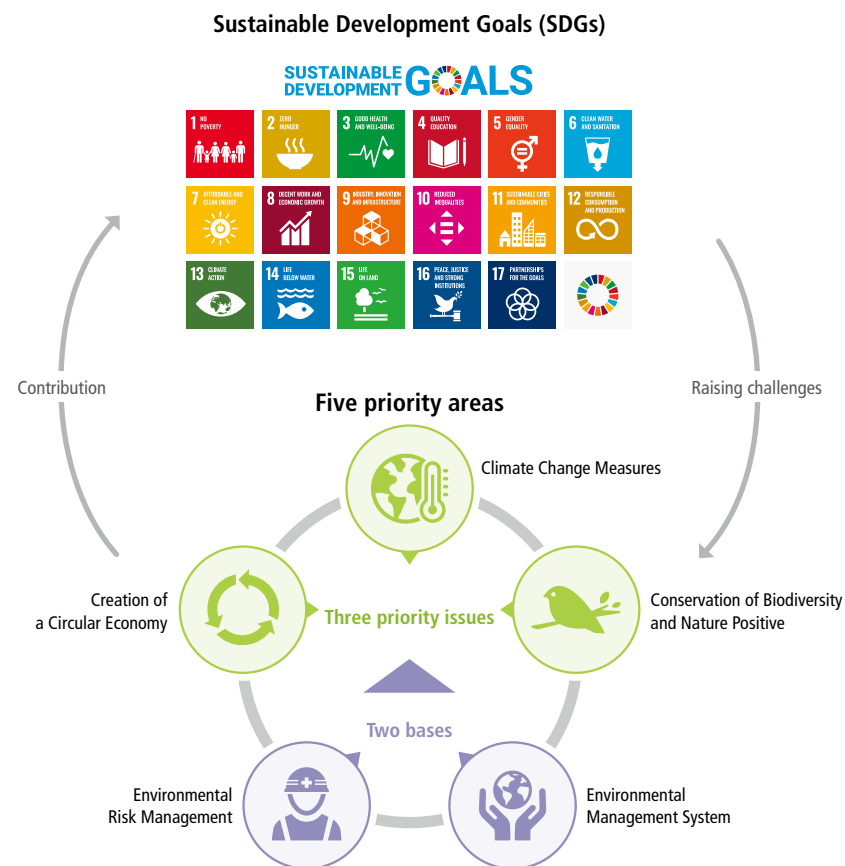 Sustainable Development Goals (SDGs)
SUSTAINABLE
DEVELOPMENT
GOALS
1 NO
POVERTY
2 ZERO
HUNGER
3 GOOD HEALTH
AND WELL-BEING
4 QUALITY
EDUCATION
5 GENDER
EQUALITY
6 CLEAN WATER
AND SANITATION
7 AFFORDABLE AND
CLEAN ENERGY
8 DECENT WORK AND
ECONOMIC GROWTH
9 INDUSTRY, INNOVATION
AND INFRASTRUCTURE
10 REDUCED
INEQUALITIES
11 SUSTAINABLE CITIES
AND COMMUNITIES
12 RESPONSIBLE
CONSUMPTION
AND PRODUCTION
13 CLIMATE
ACTION
14 LIFE
BELOW WATER
15 LIFE
ON LAND
16 PEACE, JUSTICE
AND STRONG
INSTITUTIONS
17 PARTNERSHIPS
FOR THE GOALS
Contribution
Raising challenges
Five priority areas
Climate Change Measures
Creation of
a Circular Economy
Three priority issues
Conservation of Biodiversity
and Nature Positive
Two bases
Environmental
Risk Management
Environmental
Management System